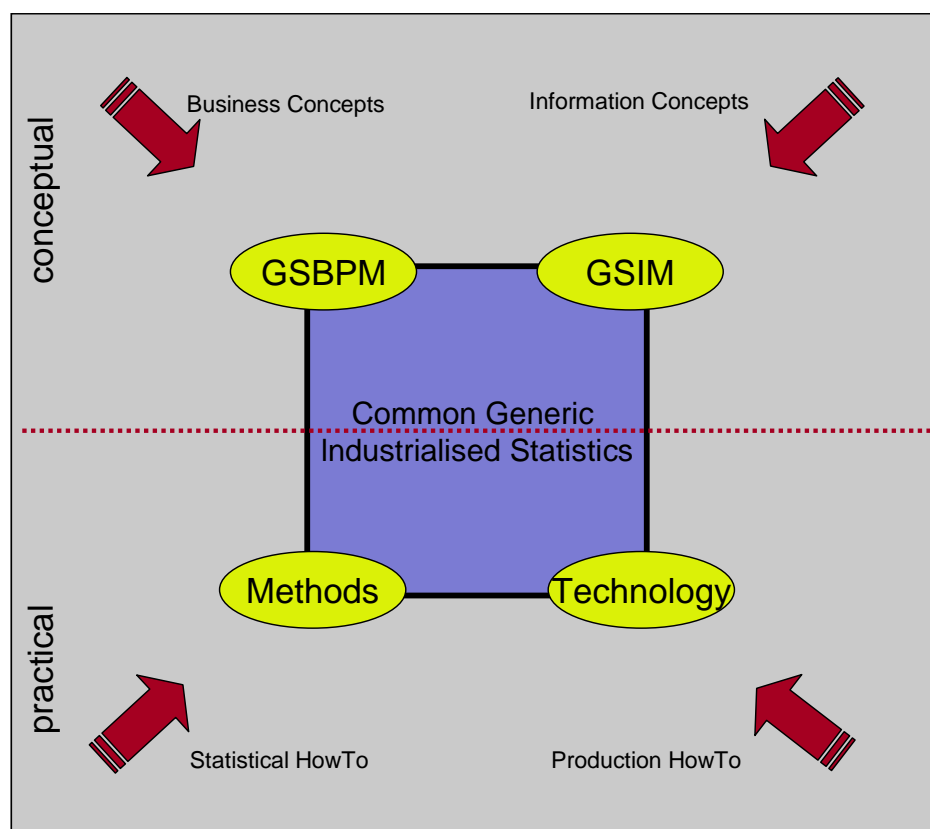 Business Concepts
Information Concepts
conceptual
GSBPM
GSIM
Common Generic
Industrialised Statistics
Methods
Technology
practical
Statistical HowTo
Production HowTo